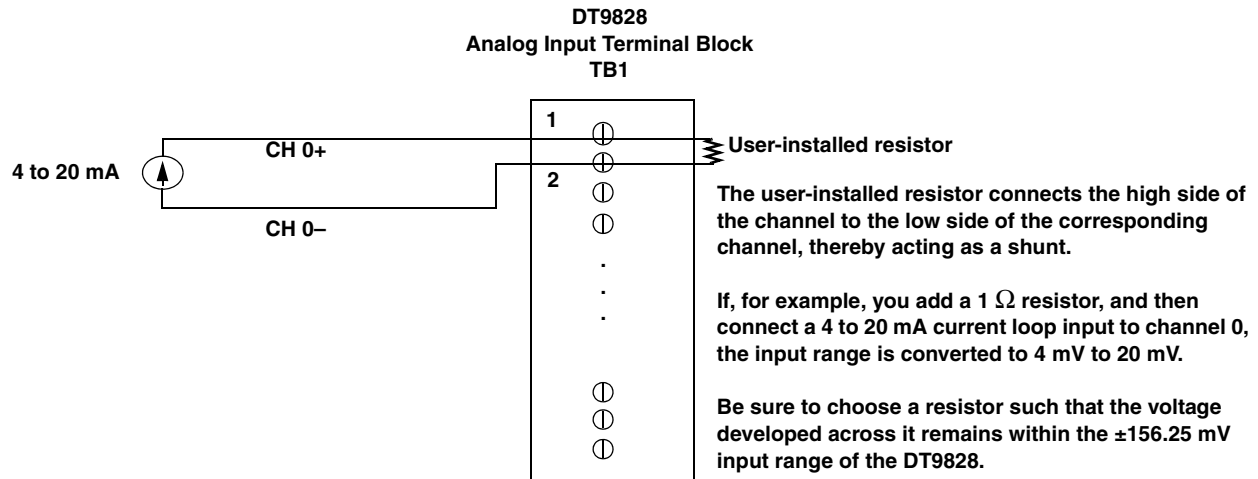 DT9828
Analog Input Terminal Block
TB1
1
CH 0+
User-installed resistor
4 to 20 mA
2
CH 0–
The user-installed resistor connects the high side of
the channel to the low side of the corresponding
channel, thereby acting as a shunt.
If, for example, you add a 1 Ω resistor, and then
connect a 4 to 20 mA current loop input to channel 0,
the input range is converted to 4 mV to 20 mV.
Be sure to choose a resistor such that the voltage
developed across it remains within the ±156.25 mV
input range of the DT9828.